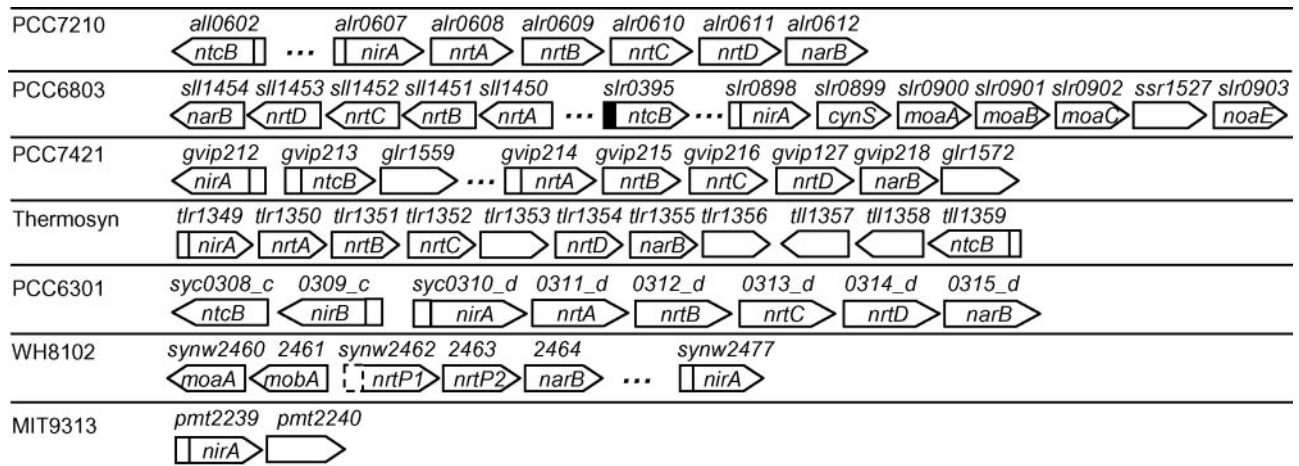 PCC7210 all0602 alr0607 alr0608 alr0609 alr0610 alr0611 alr0612
ntcB ... nirA nrtA nrtB nrtC nrtD narB
PCC6803 sll1454 sll1453 sll1452 sll1451 sll1450 slr0395 slr0898 slr0899 slr0900 slr0901 slr0902 ssr1527 slr0903
narB nrtD nrtC nrtB nrtA ... ntcB ... nirA cynS moaA moaB moaC noaE
PCC7421 gvip212 gvip213 glr1559 gvip214 gvip215 gvip216 gvip127 gvip218 glr1572
nirA ntcB ... nrtA nrtB nrtC nrtD narB
Thermosyn tlr1349 tlr1350 tlr1351 tlr1352 tlr1353 tlr1354 tlr1355 tlr1356 tll1357 tll1358 tll1359
nirA nrtA nrtB nrtC nrtD narB ntcB
PCC6301 syc0308_c 0309_c syc0310_d 0311_d 0312_d 0313_d 0314_d 0315_d
ntcB nirB nirA nrtA nrtB nrtC nrtD narB
WH8102 synw2460 2461 synw2462 2463 2464 synw2477
moaA mobA nrtP1 nrtP2 narB ... nirA
MIT9313 pmt2239 pmt2240
nirA